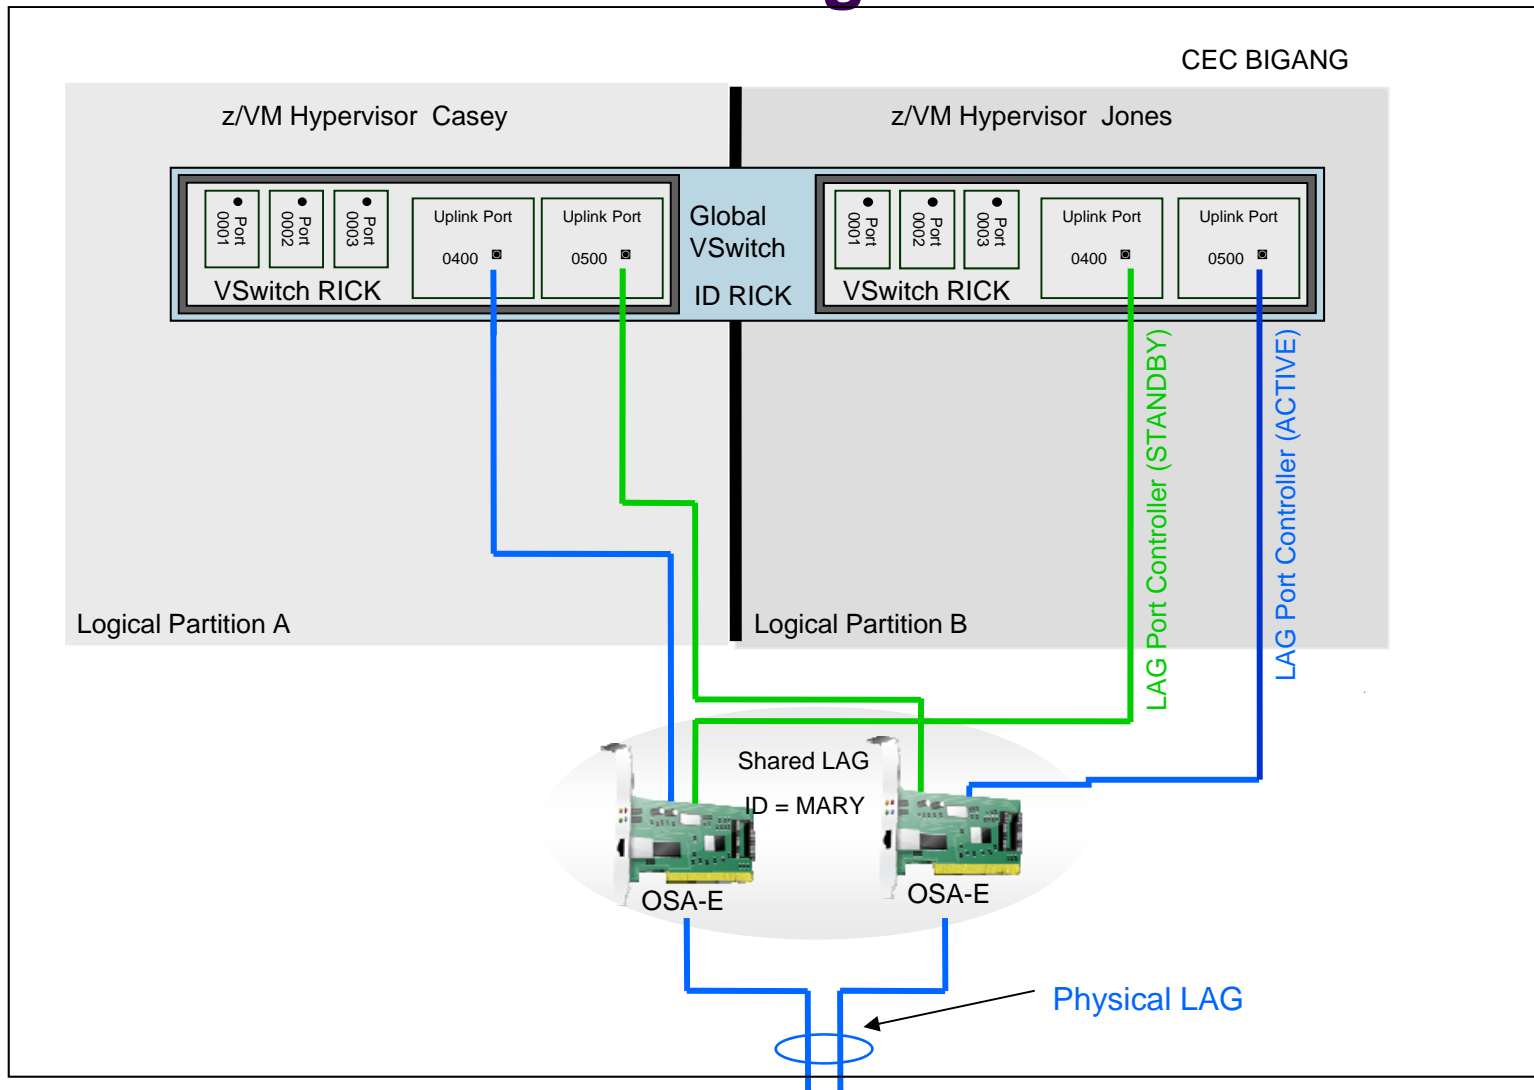 CEC BIGANG
z/VM Hypervisor Casey
z/VM Hypervisor Jones
Port 0001
Port 0002
Port 0003
Uplink Port
0400
Uplink Port
0500
VSwitch RICK
Global
VSwitch
ID RICK
Port 0001
Port 0002
Port 0003
Uplink Port
0400
Uplink Port
0500
VSwitch RICK
LAG Port Controller (STANDBY)
LAG Port Controller (ACTIVE)
Logical Partition A
Logical Partition B
Shared LAG
ID = MARY
OSA-E
OSA-E
Physical LAG